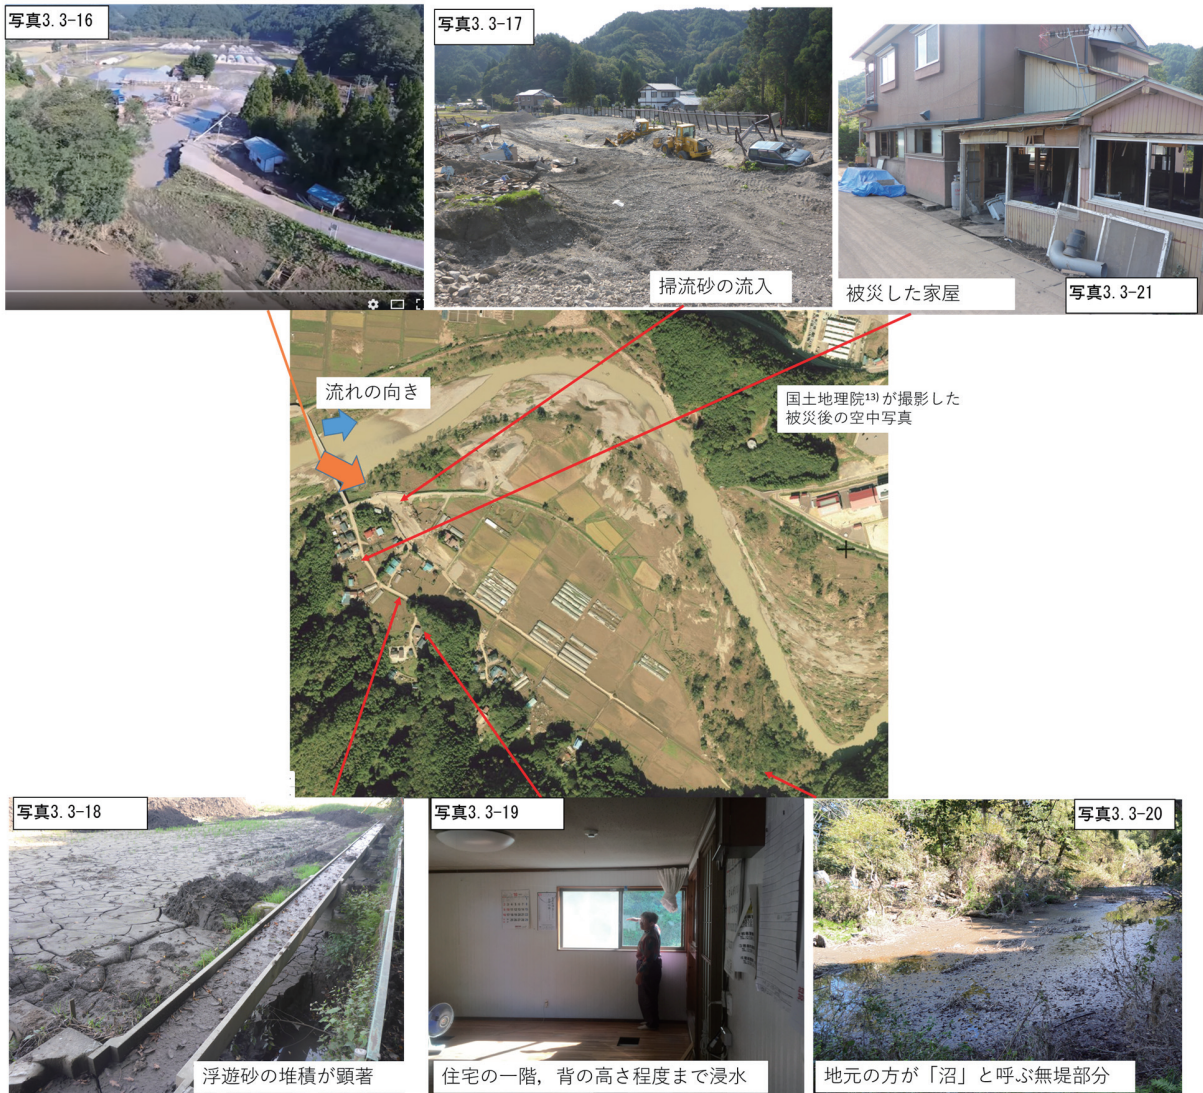 写真3.3-16
写真3.3-17
掃流砂の流入
被災した家屋
写真3.3-21
流れの向き
国土地理院¹³⁾が撮影した
被災後の空中写真
写真3.3-18
浮遊砂の堆積が顕著
写真3.3-19
住宅の一階，背の高さ程度まで浸水
写真3.3-20
地元の方が「沼」と呼ぶ無堤部分